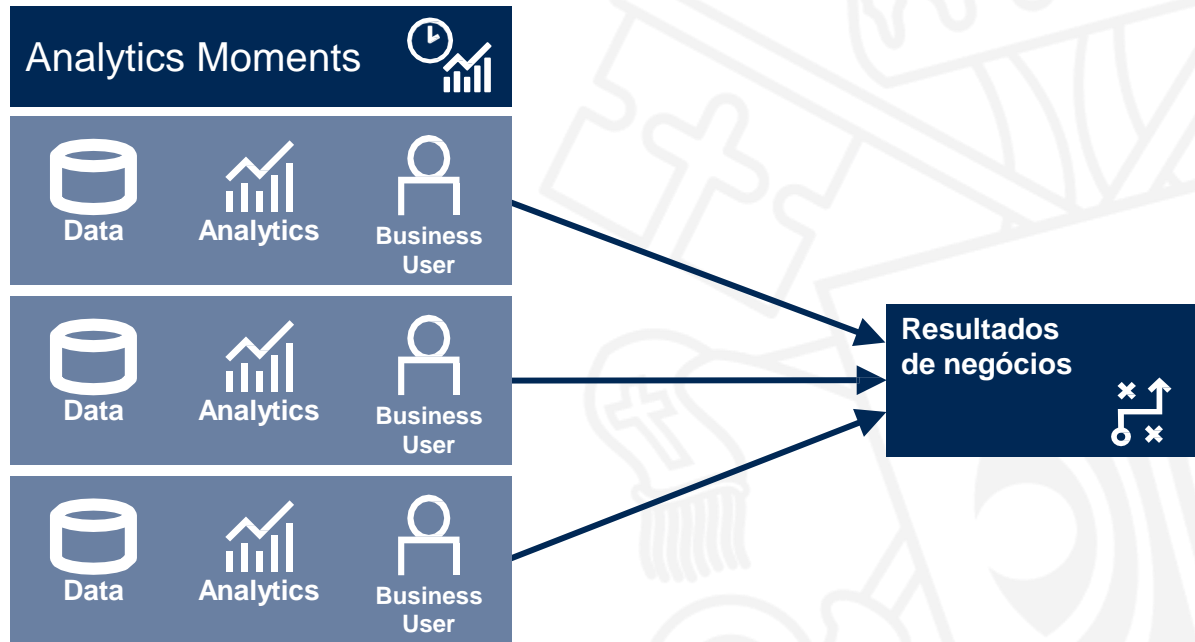 Analytics Moments
Data Analytics Business
User
Data Analytics Business
User
Data Analytics Business
User
Resultados
de negócios